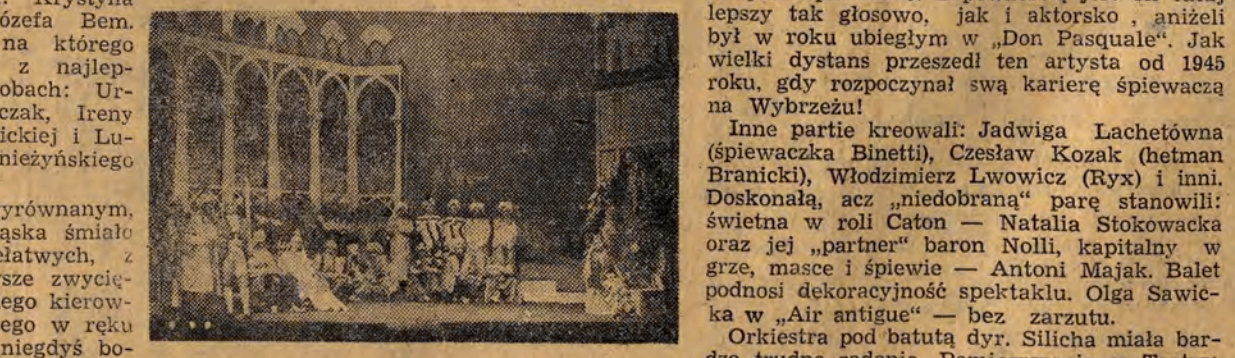 Krystyna
ózefa Bem.
na którego
z najlep-
obach: Ur-
czak, Ireny
ickiej i Lu-
nieżyńskiego
yrównanym,
ąska śmiało
ełatwych, z
sze zwycię-
ego kierow-
ego w ręku
niegdyś bo-
lepszy tak głosowo, jak i aktorsko , aniżeli
był w roku ubiegłym w „Don Pasquale“. Jak
wielki dystans przeszedł ten artysta od 1945
roku, gdy rozpoczynał swą karierę śpiewaczą
na Wybrzeżu!
Inne partie kreowali: Jadwiga Lachetówna
(śpiewaczka Binetti), Czesław Kozak (hetman
Branicki), Włodzimierz Lwowicz (Ryx) i inni.
Doskonałą, acz „niedobraną“ parę stanowili:
świetna w roli Caton — Natalia Stokowacka
oraz jej „partner“ baron Nolli, kapitalny w
grze, masce i śpiewie — Antoni Majak. Balet
podnosi dekoracyjność spektaklu. Olga Sawic-
ka w „Air antigue“ — bez zarzutu.
Orkiestra pod batutą dyr. Silicha miała bar-